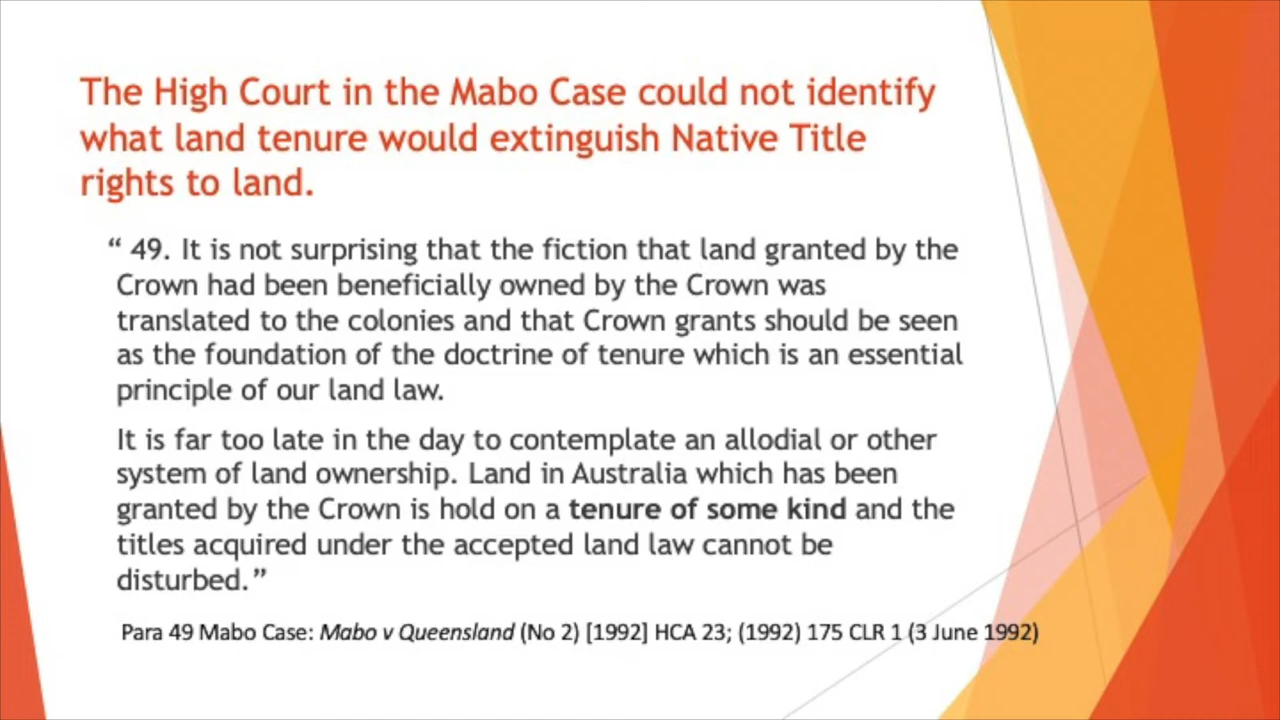 The High Court in the Mabo Case could not identify
what land tenure would extinguish Native Title
rights to land.
“ 49. It is not surprising that the fiction that land granted by the
Crown had been beneficially owned by the Crown was
translated to the colonies and that Crown grants should be seen
as the foundation of the doctrine of tenure which is an essential
principle of our land law.
It is far too late in the day to contemplate an allodial or other
system of land ownership. Land in Australia which has been
granted by the Crown is hold on a tenure of some kind and the
titles acquired under the accepted land law cannot be
disturbed.”
Para 49 Mabo Case: Mabo v Queensland (No 2) [1992] HCA 23; (1992) 175 CLR 1 (3 June 1992)